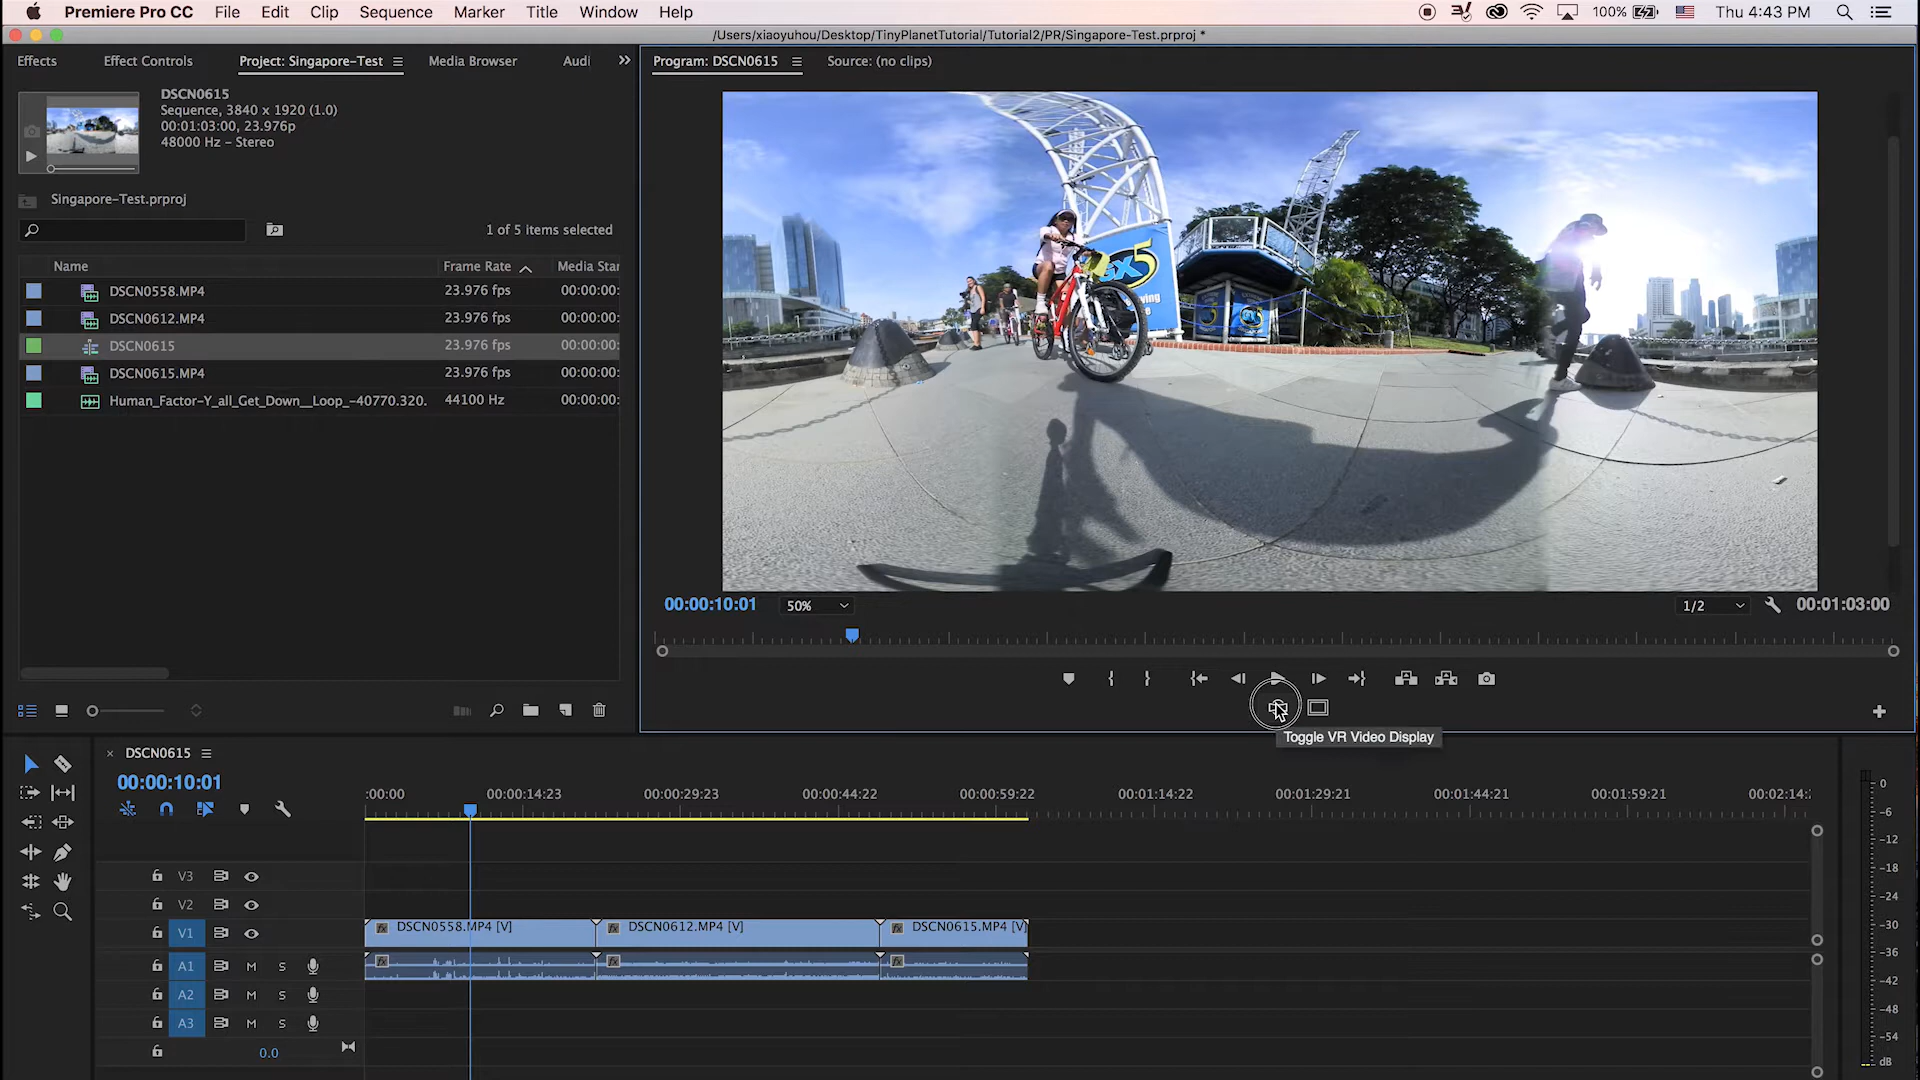 Premiere Pro CC File Edit Clip Sequence Marker Title Window Help 100% Thu 4:43 PM
/Users/xiaoyuhou/Desktop/TinyPlanetTutorial/Tutorial2/PR/Singapore-Test.prproj *
Effects Effect Controls Project: Singapore-Test Media Browser Audi
Program: DSCN0615 Source: (no clips)
DSCN0615
Sequence, 3840 x 1920 (1.0)
00:01:03:00, 23.976p
48000 Hz - Stereo
Singapore-Test.prproj
1 of 5 items selected
Name Frame Rate Media Star
DSCN0558.MP4 23.976 fps 00:00:00:
DSCN0612.MP4 23.976 fps 00:00:00:
DSCN0615 23.976 fps
DSCN0615.MP4 23.976 fps 00:00:00:
Human_Factor-Y_all_Get_Down__Loop_-40770.320. 44100 Hz 00:00:00:
5
00:00:10:01 50% 1/2 00:01:03:00
Toggle VR Video Display
DSCN0615
00:00:10:01
:00:00 00:00:14:23 00:00:29:23 00:00:44:22 00:00:59:22 00:01:14:22 00:01:29:21 00:01:44:21 00:01:59:21 00:02:14:
V3
V2
V1 DSCN0558.MP4 [V] DSCN0612.MP4 [V] DSCN0615.MP4 [V]
A1 M S
A2 M S
A3 M S
0.0
0
-6
-12
-18
-24
-30
-36
-42
-48
-54
dB